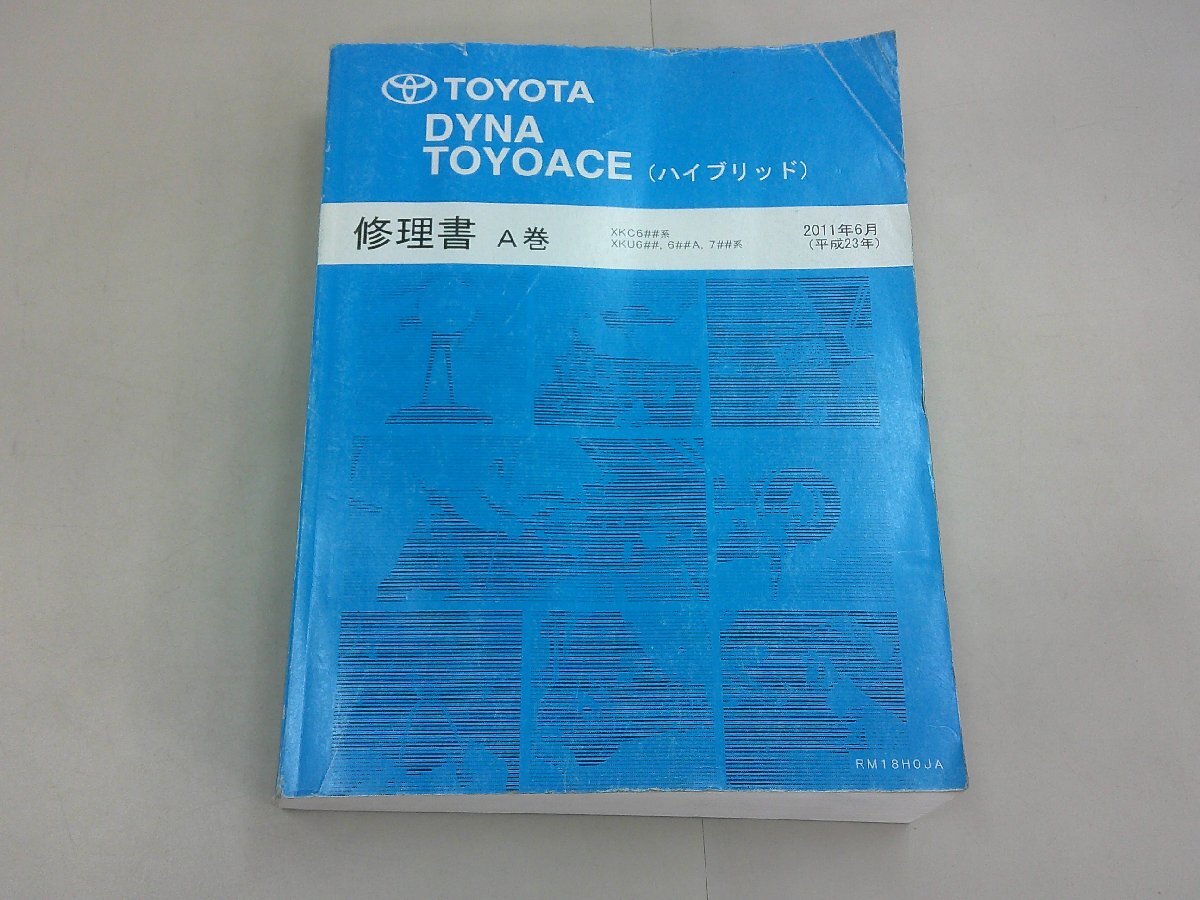 TOYOTA
DYNA
TOYOACE (ハイブリッド)
修理書 A巻
XKC6##系
XKU6##, 6##A, 7##系
2011年6月
(平成23年)
RM18H0JA